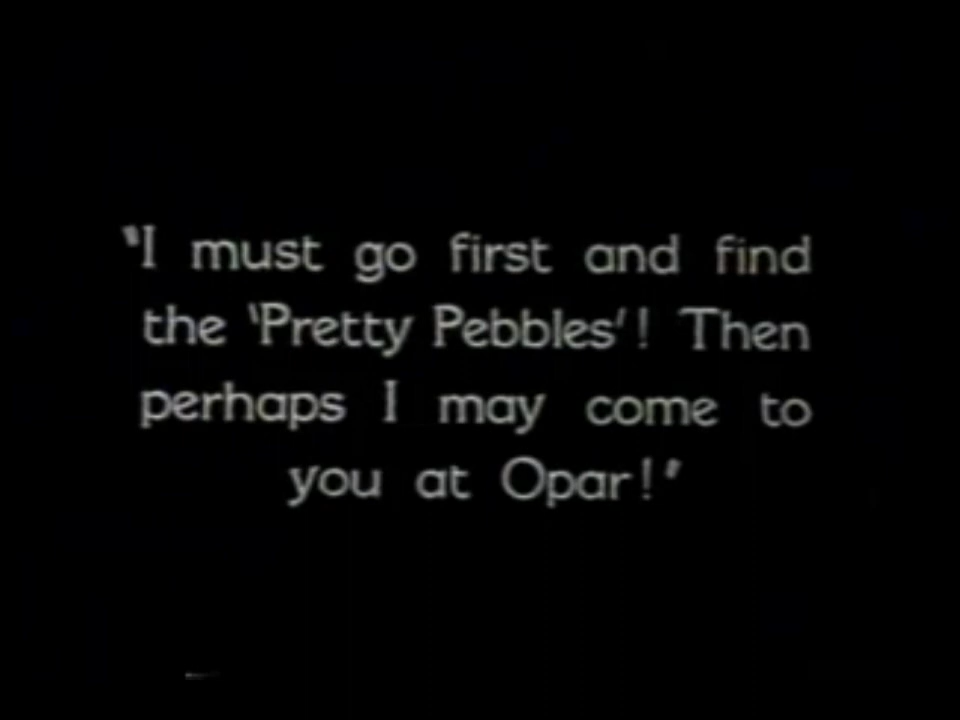 "I must go first and find
the 'Pretty Pebbles'! Then
perhaps I may come to
you at Opar!"